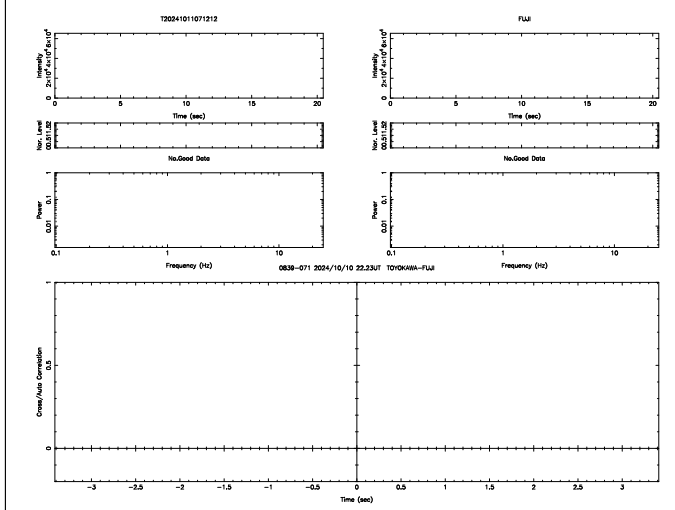 T20241011071212 FUJI
Intensity 0 2×10⁴ 4×10⁴ 6×10⁴ Intensity 0 2×10⁴ 4×10⁴ 6×10⁴
0 5 10 15 20 0 5 10 15 20
Time (sec) Time (sec)
Nor. Level 00.511.52 Nor. Level 00.511.52
No.Good Data No.Good Data
Power 0.01 0.1 1 Power 0.01 0.1 1
0.1 1 10 0.1 1 10
Frequency (Hz) Frequency (Hz)
0839-071 2024/10/10 22.23UT TOYOKAWA-FUJI
Cross/Auto Correlation 0 0.5 1
-3 -2.5 -2 -1.5 -1 -0.5 0 0.5 1 1.5 2 2.5 3
Time (sec)